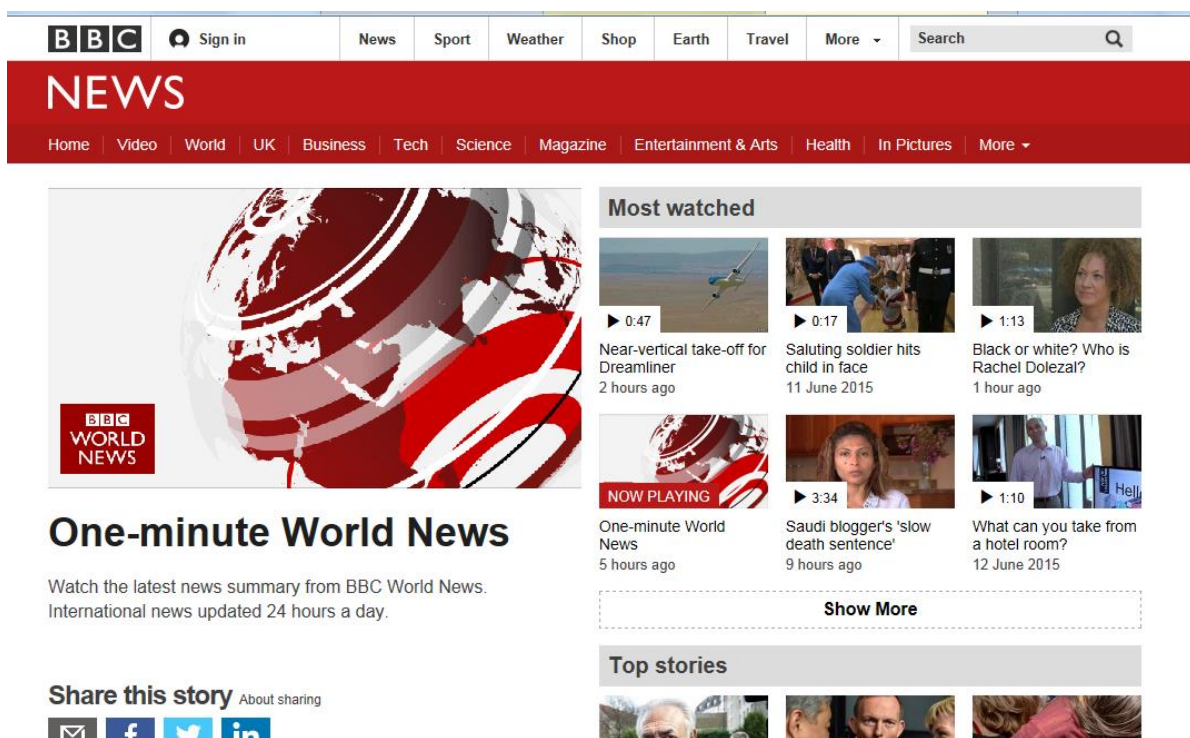 BBC Sign in News Sport Weather Shop Earth Travel More Search
NEWS
Home Video World UK Business Tech Science Magazine Entertainment & Arts Health In Pictures More
BBC
WORLD
NEWS
One-minute World News
Watch the latest news summary from BBC World News.
International news updated 24 hours a day.
Share this story About sharing
Most watched
0:47
Near-vertical take-off for
Dreamliner
2 hours ago
0:17
Saluting soldier hits
child in face
11 June 2015
1:13
Black or white? Who is
Rachel Dolezal?
1 hour ago
NOW PLAYING
One-minute World
News
5 hours ago
3:34
Saudi blogger's 'slow
death sentence'
9 hours ago
Hell
1:10
What can you take from
a hotel room?
12 June 2015
Show More
Top stories